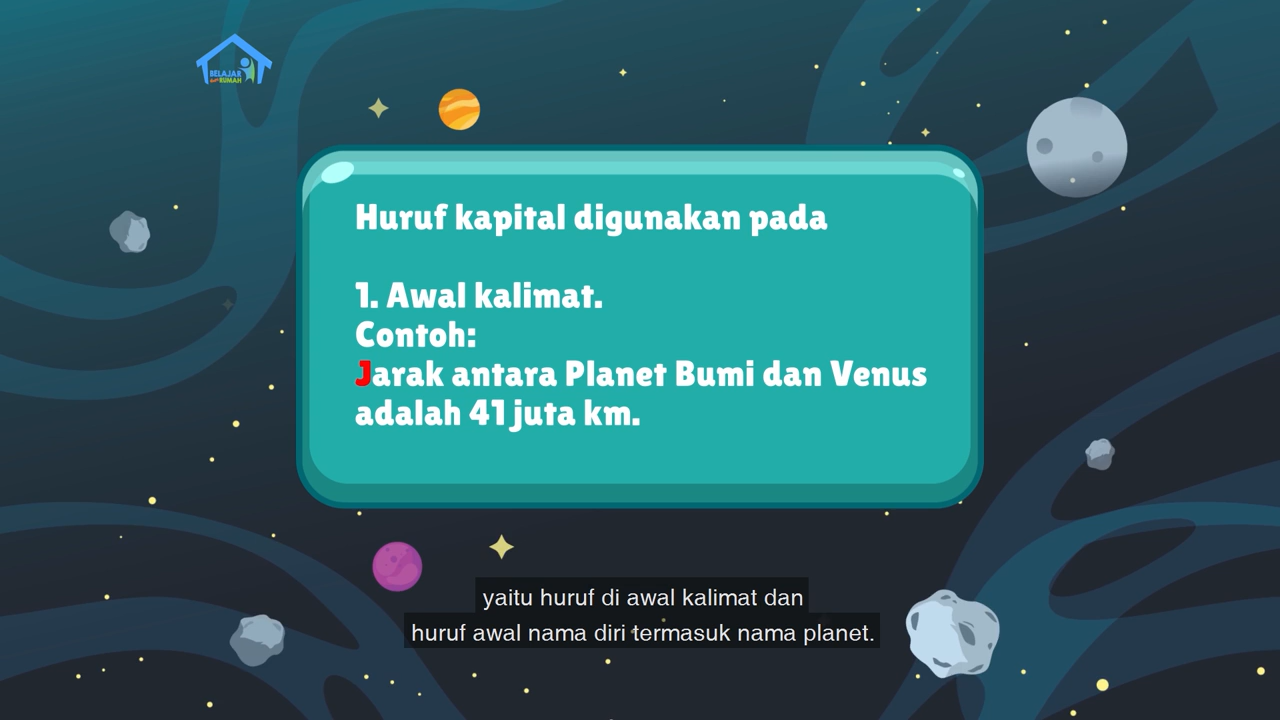 BELAJAR
dari RUMAH
Huruf kapital digunakan pada
1. Awal kalimat.
Contoh:
Jarak antara Planet Bumi dan Venus
adalah 41 juta km.
yaitu huruf di awal kalimat dan
huruf awal nama diri termasuk nama planet.